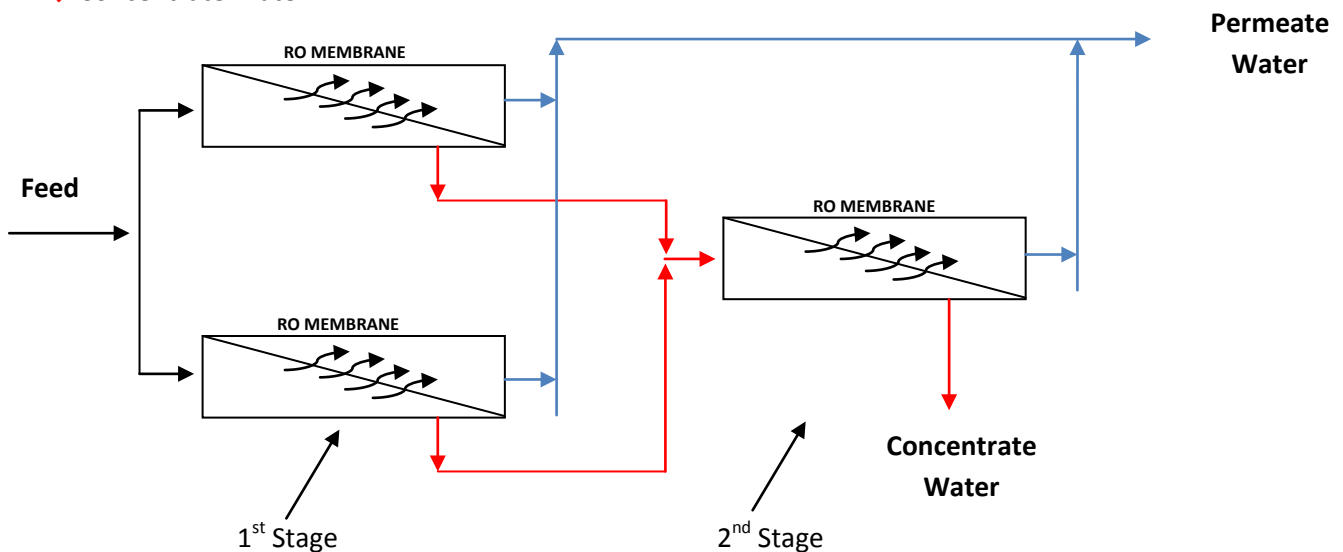 RO MEMBRANE
Permeate
Water
Feed
RO MEMBRANE
RO MEMBRANE
Concentrate
Water
1st Stage
2nd Stage